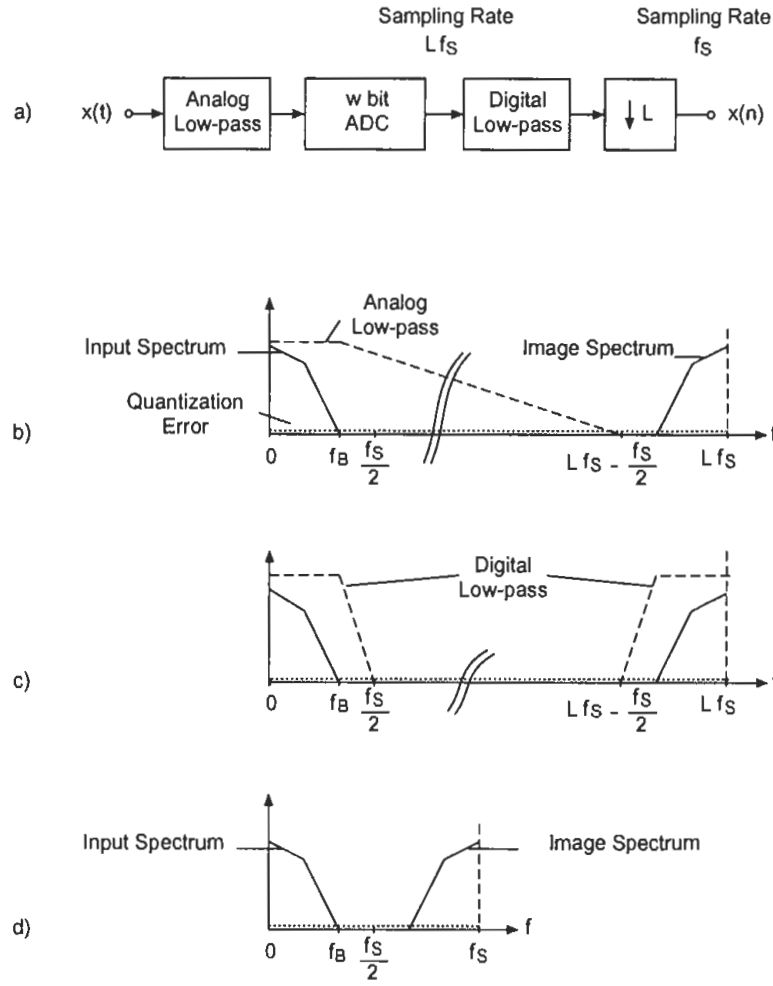 Sampling Rate
L fS
Sampling Rate
fS
a)
x(t)
Analog
Low-pass
w bit
ADC
Digital
Low-pass
↓ L
x(n)
b)
Input Spectrum
Analog
Low-pass
Image Spectrum
Quantization
Error
0
fB
fS/2
L fS - fS/2
L fS
f
c)
Digital
Low-pass
0
fB
fS/2
L fS - fS/2
L fS
d)
Input Spectrum
Image Spectrum
0
fB
fS/2
fS
f